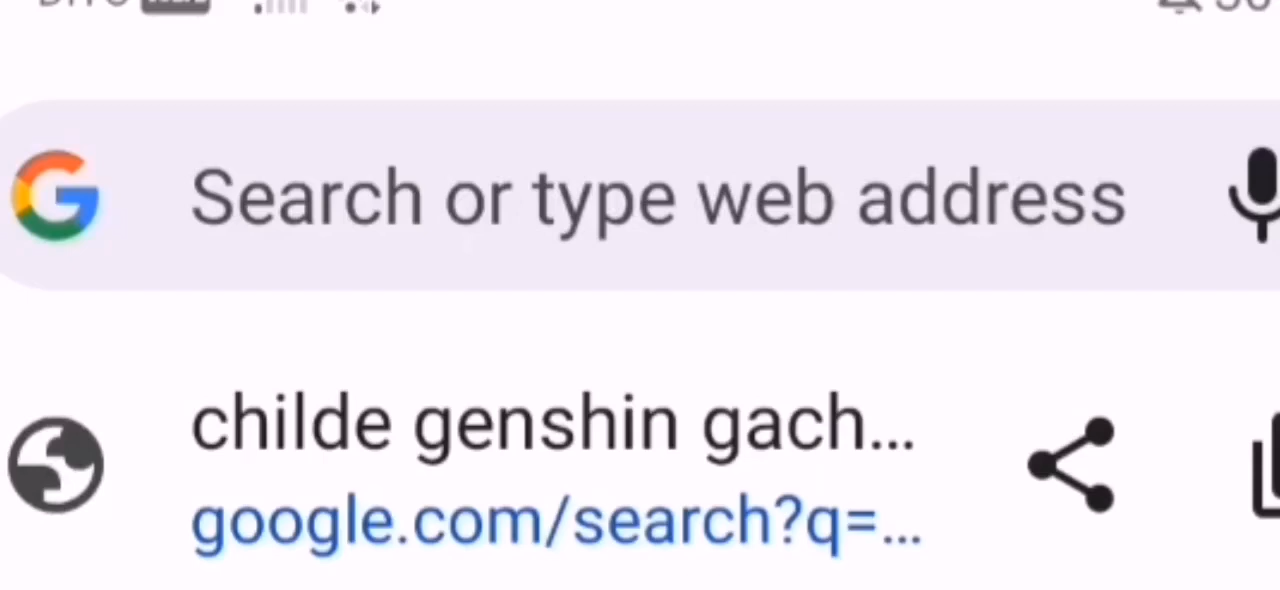 Search or type web address
childe genshin gach...
google.com/search?q=...